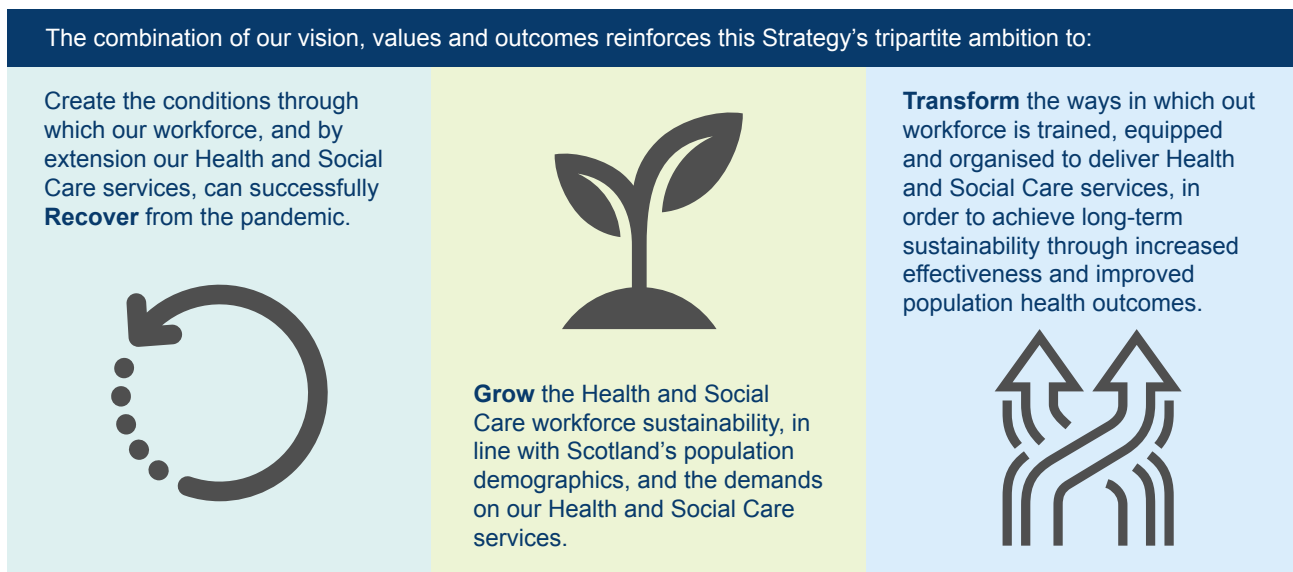 The combination of our vision, values and outcomes reinforces this Strategy’s tripartite ambition to:
Create the conditions through
which our workforce, and by
extension our Health and Social
Care services, can successfully
Recover from the pandemic.
Grow the Health and Social
Care workforce sustainability, in
line with Scotland’s population
demographics, and the demands
on our Health and Social Care
services.
Transform the ways in which out
workforce is trained, equipped
and organised to deliver Health
and Social Care services, in
order to achieve long-term
sustainability through increased
effectiveness and improved
population health outcomes.